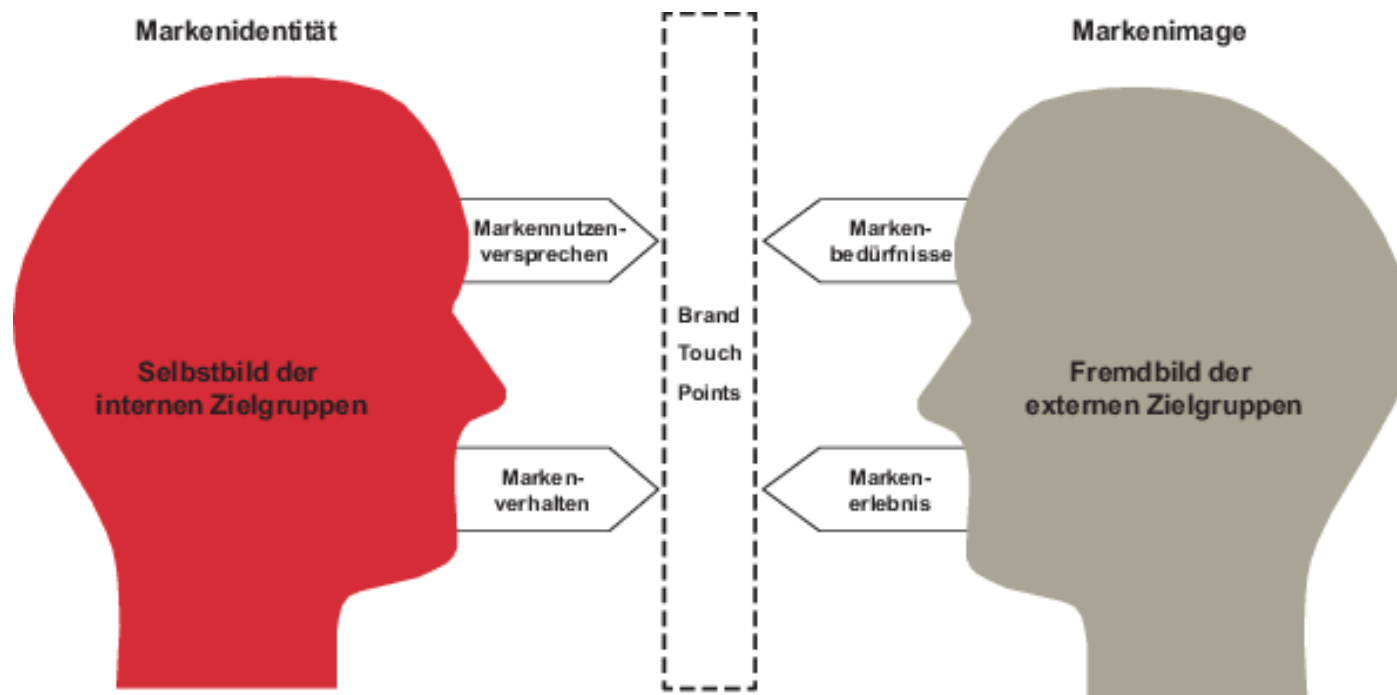 Markenidentität
Markenimage
Markennutzen-
versprechen
Marken-
bedürfnisse
Brand
Touch
Points
Selbstbild der
internen Zielgruppen
Fremdbild der
externen Zielgruppen
Marken-
verhalten
Marken-
erlebnis